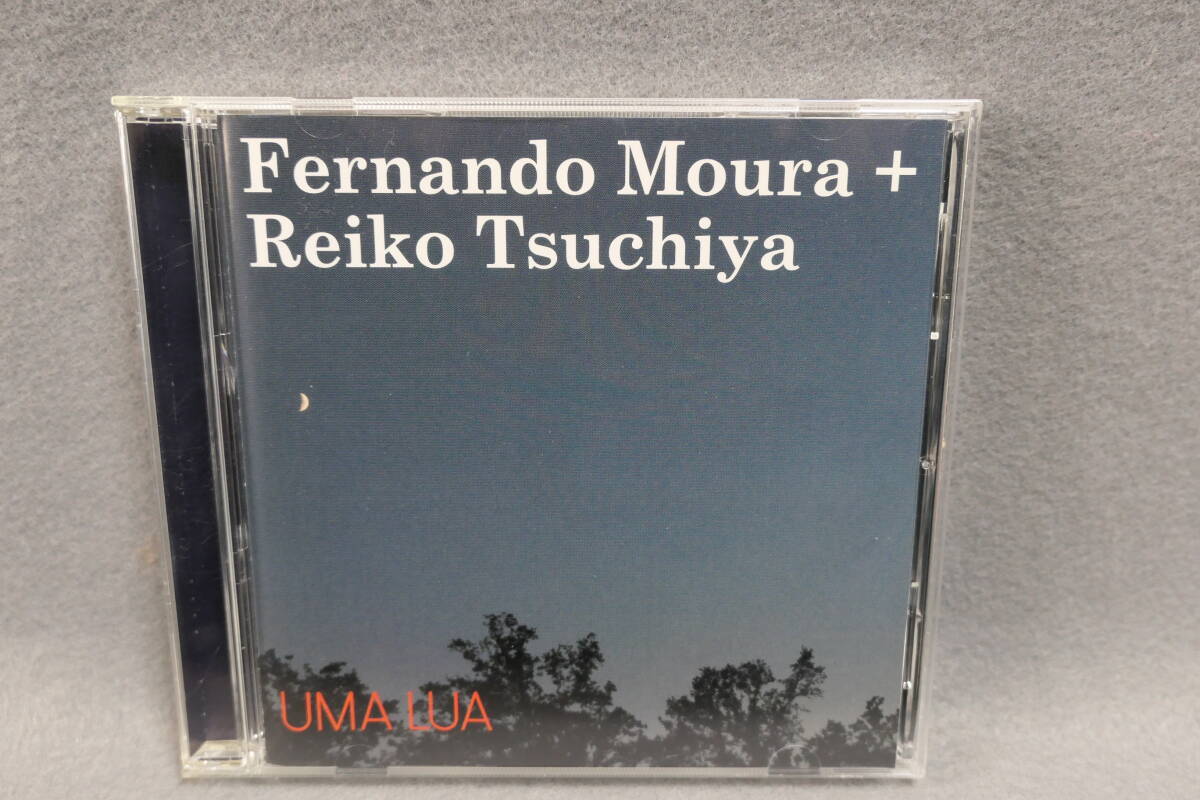 Fernando Moura +
Reiko Tsuchiya
UMA LUA